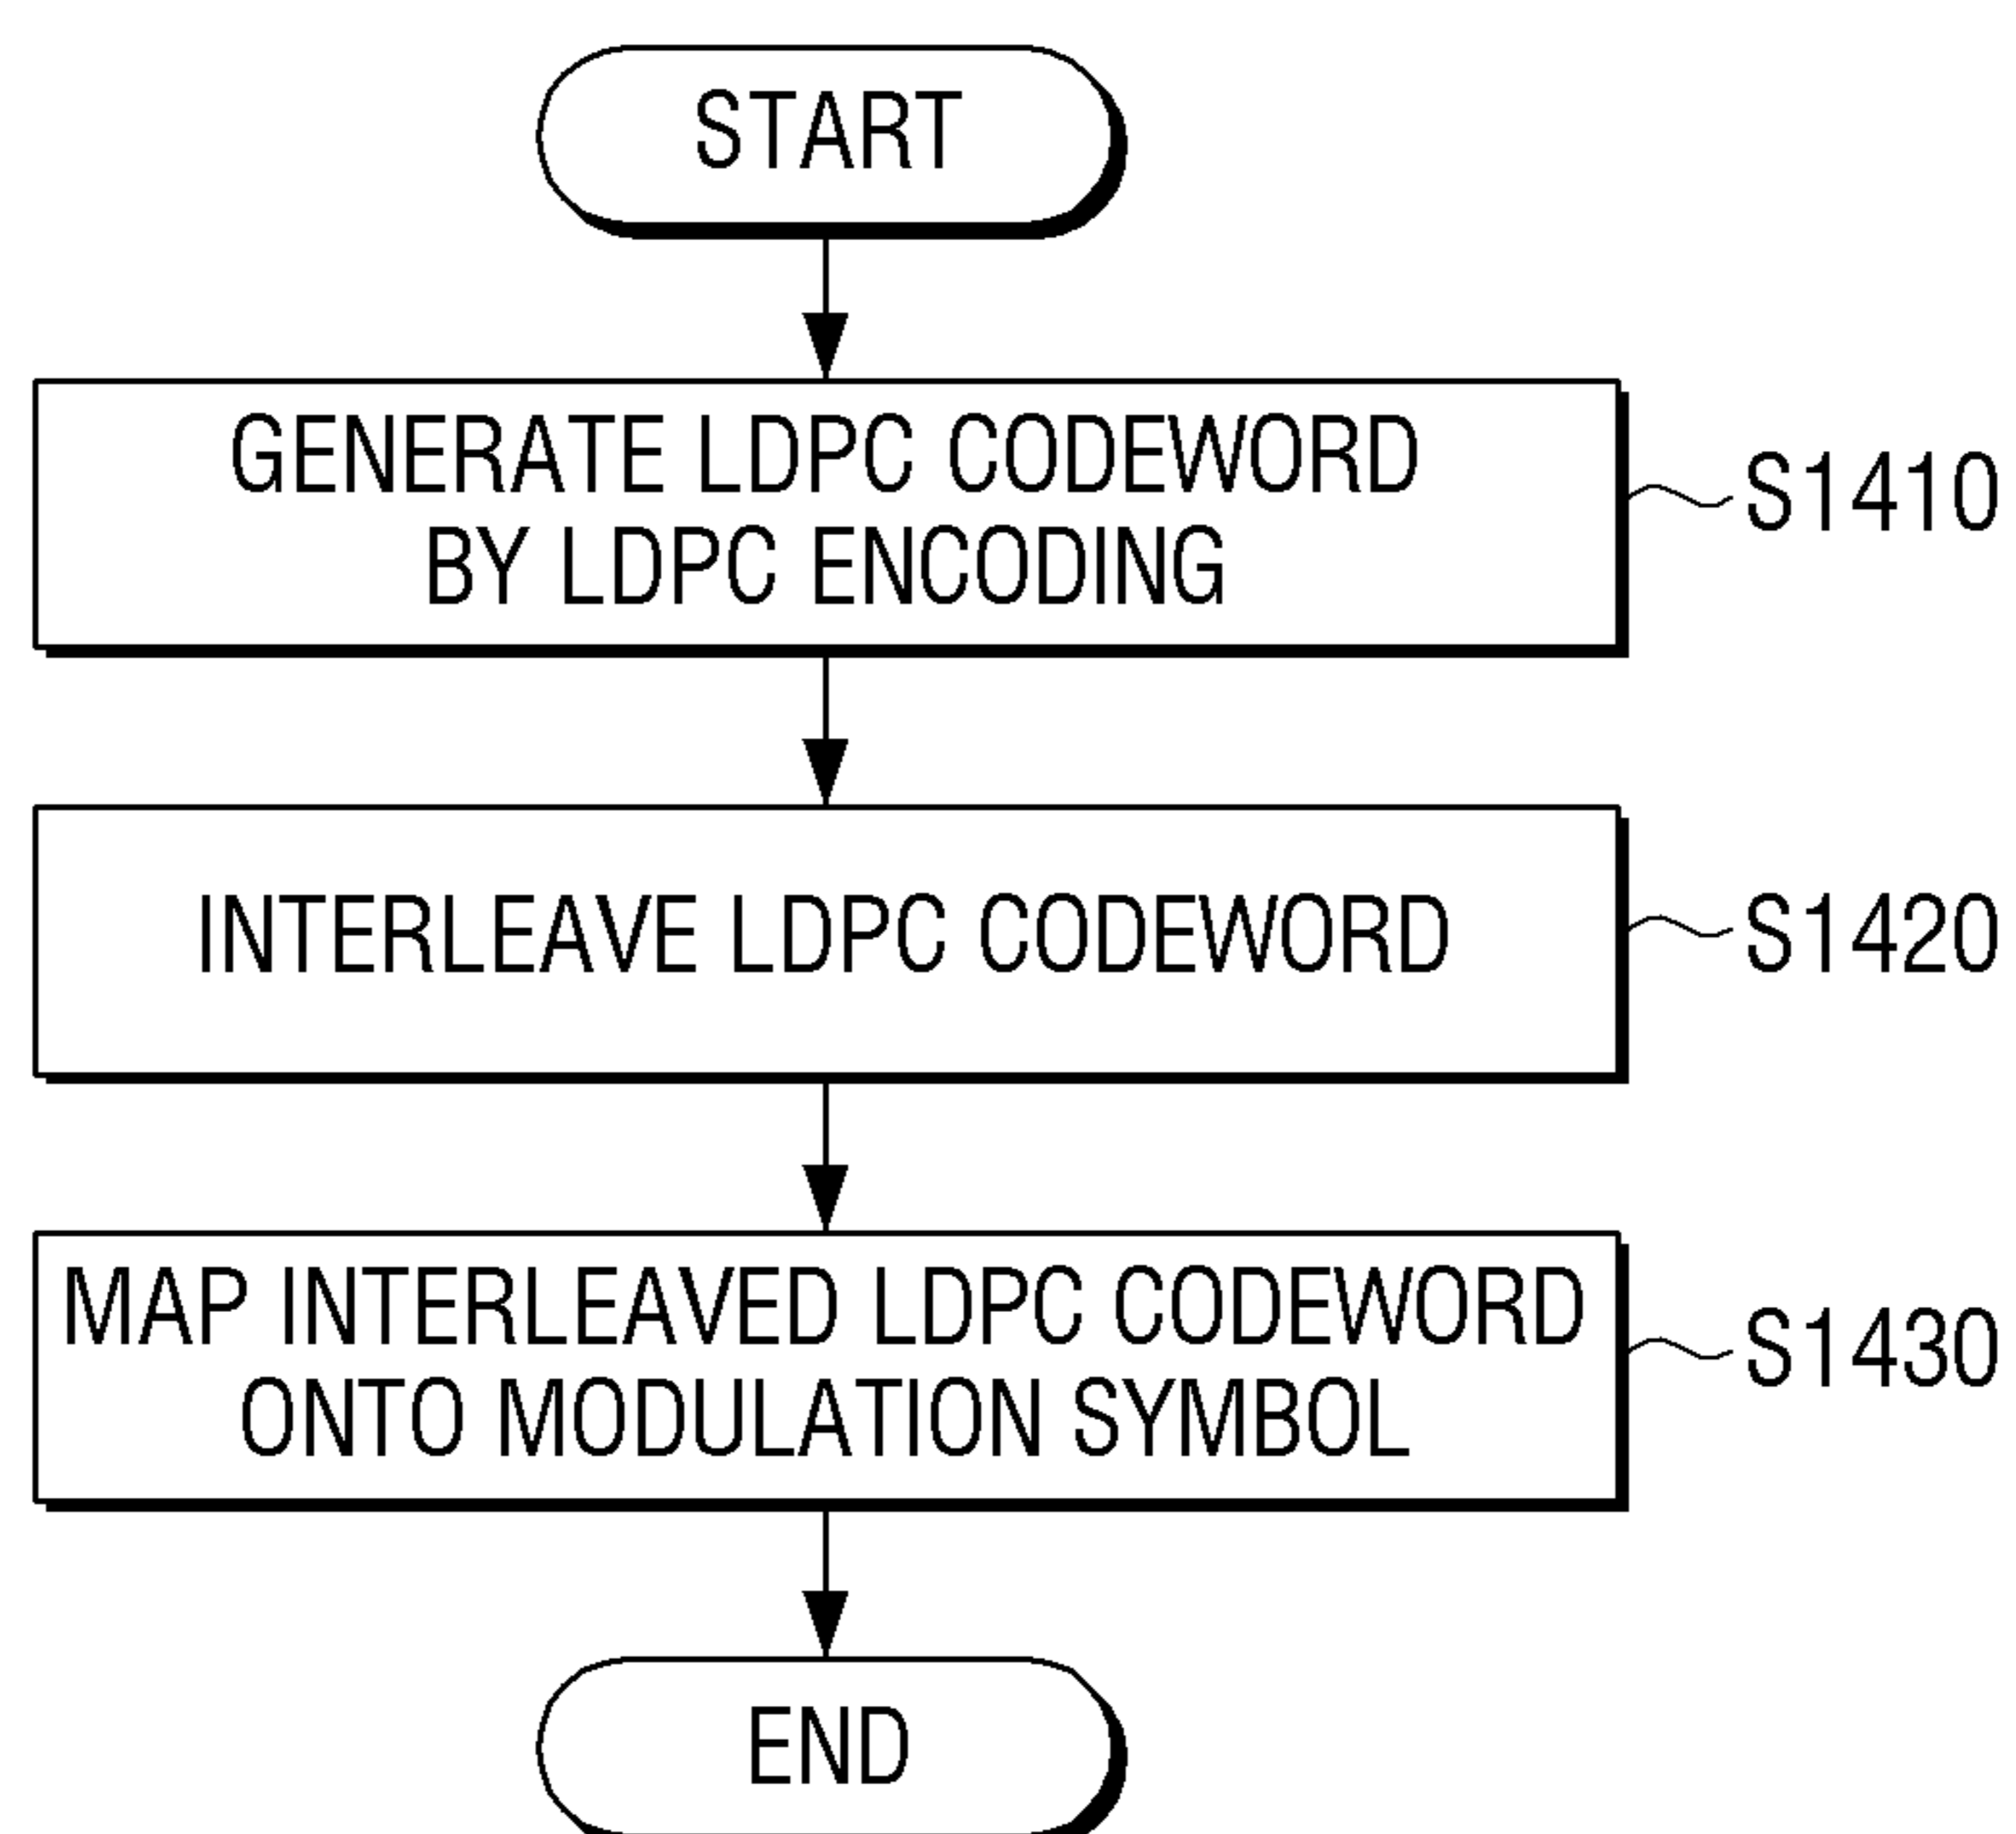 START
GENERATE LDPC CODEWORD
BY LDPC ENCODING
S1410
INTERLEAVE LDPC CODEWORD
S1420
MAP INTERLEAVED LDPC CODEWORD
ONTO MODULATION SYMBOL
S1430
END